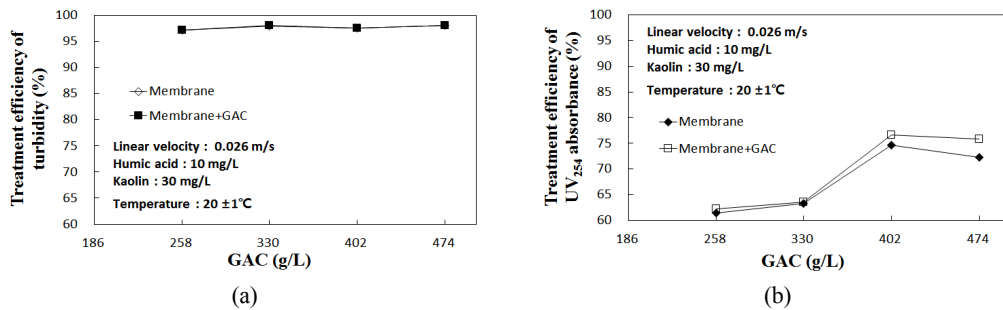 Treatment efficiency of
turbidity (%)
100
95
90
85
80
75
70
65
60
Membrane
Membrane+GAC
Linear velocity : 0.026 m/s
Humic acid : 10 mg/L
Kaolin : 30 mg/L
Temperature : 20 ±1℃
186 258 330 402 474
GAC (g/L)
(a)
Treatment efficiency of
UV254 absorbance (%)
100
95
90
85
80
75
70
65
60
Linear velocity : 0.026 m/s
Humic acid : 10 mg/L
Kaolin : 30 mg/L
Temperature : 20 ±1℃
Membrane
Membrane+GAC
186 258 330 402 474
GAC (g/L)
(b)